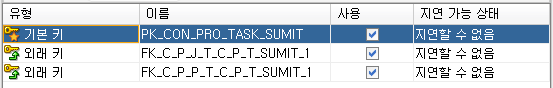 유형 이름 사용 지연 가능 상태
기본 키 PK_CON_PRO_TASK_SUMIT 지연할 수 없음
외래 키 FK_C_P_J_T_C_P_T_SUMIT_1 지연할 수 없음
외래 키 FK_C_P_P_T_C_P_T_SUMIT_1 지연할 수 없음